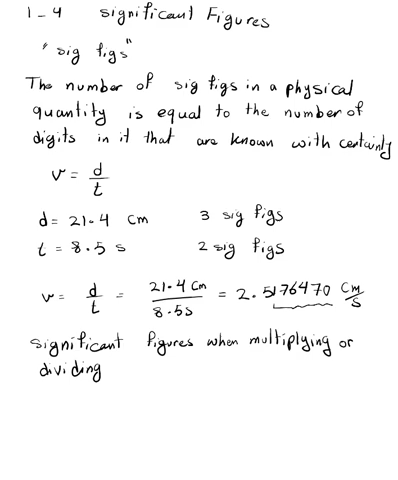 1-4 Significant Figures
"sig figs"
The number of sig figs in a physical
quantity is equal to the number of
digits in it that are known with certainty
v = d/t
d = 21.4 cm 3 sig figs
t = 8.5 s 2 sig figs
v = d/t = 21.4 cm/8.5s = 2.5176470 cm/s
significant figures when multiplying or
dividing